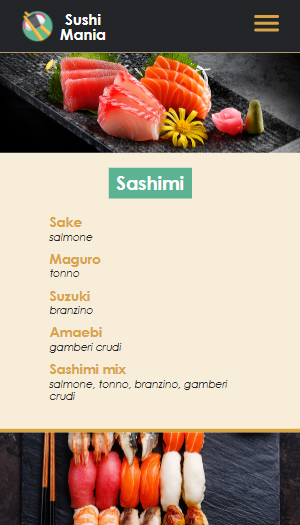 Sushi
Mania
Sashimi
Sake
salmone
Maguro
tonno
Suzuki
branzino
Amaebi
gamberi crudi
Sashimi mix
salmone, tonno, branzino, gamberi
crudi